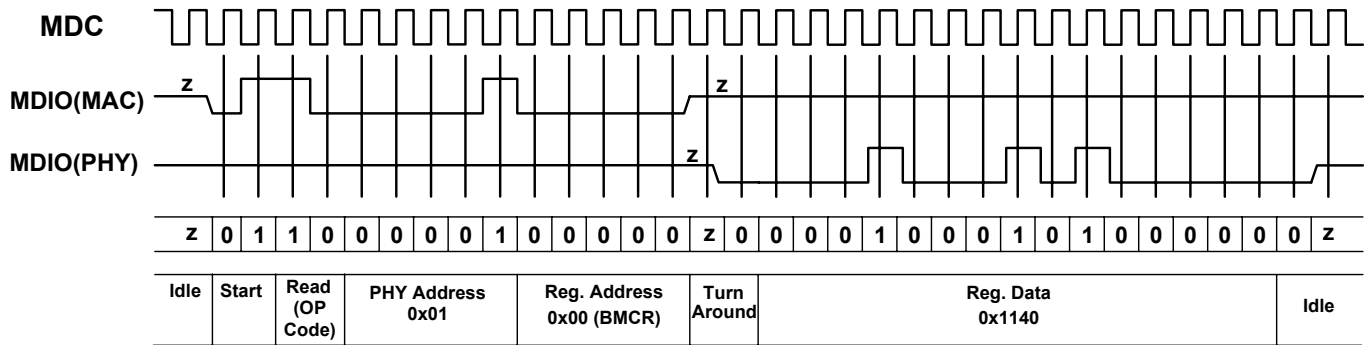 MDC
z
z
MDIO(MAC)
z
MDIO(PHY)
z 0 1 1 0 0 0 0 0 1 0 0 0 0 0 z 0 0 0 0 1 0 0 0 1 0 1 0 0 0 0 0 0 z
Idle
Start
Read
(OP
Code)
PHY Address
0x01
Reg. Address
0x00 (BMCR)
Turn
Around
Reg. Data
0x1140
Idle